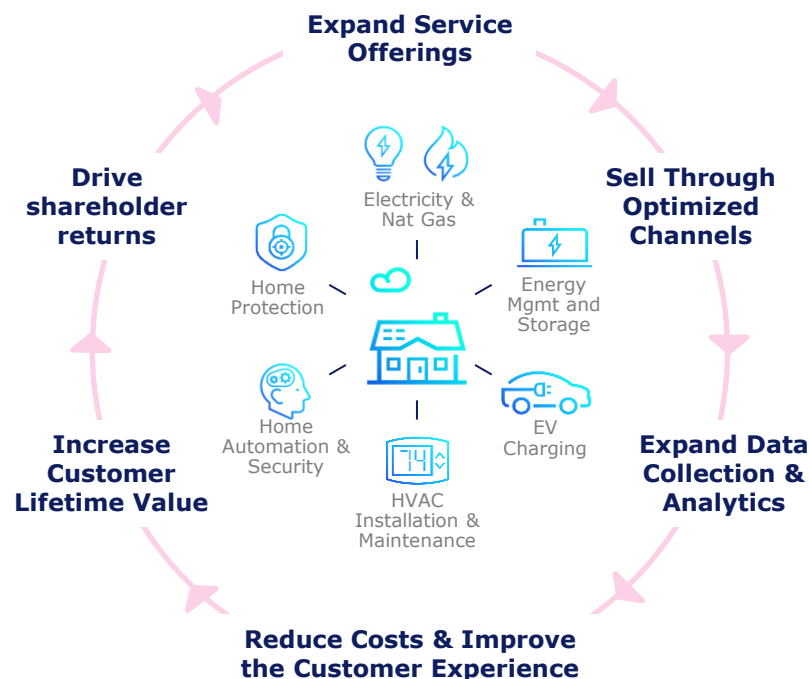 Expand Service
Offerings
Sell Through
Optimized
Channels
Expand Data
Collection &
Analytics
Reduce Costs & Improve
the Customer Experience
Increase
Customer
Lifetime Value
Drive
shareholder
returns
Electricity &
Nat Gas
Energy
Mgmt and
Storage
EV
Charging
74
HVAC
Installation &
Maintenance
Home
Automation &
Security
Home
Protection